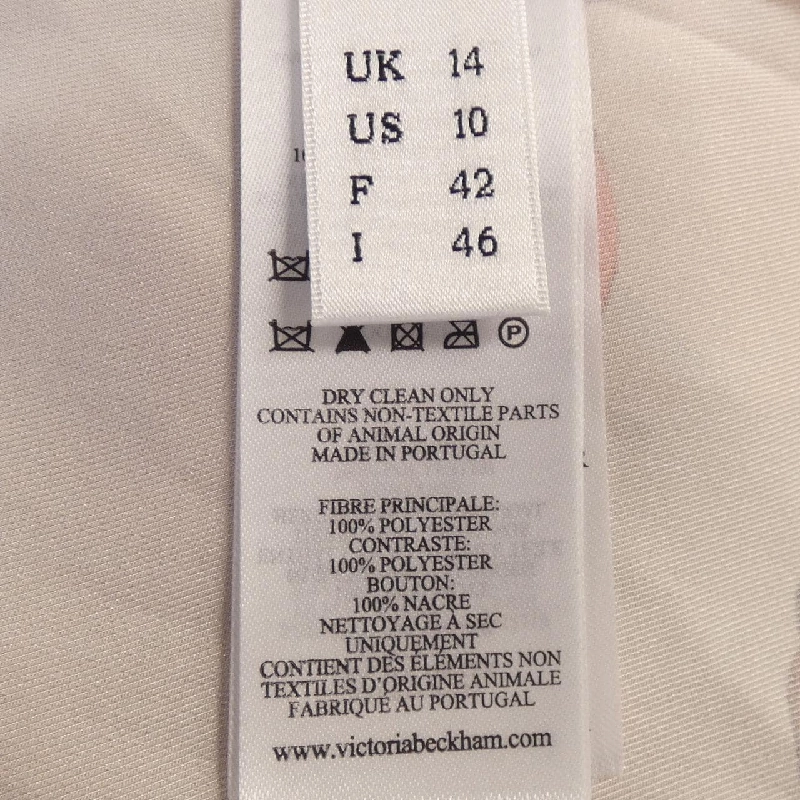 UK 14
US 10
F 42
I 46
P
DRY CLEAN ONLY
CONTAINS NON-TEXTILE PARTS
OF ANIMAL ORIGIN
MADE IN PORTUGAL
FIBRE PRINCIPALE:
100% POLYESTER
CONTRASTE:
100% POLYESTER
BOUTON:
100% NACRE
NETTOYAGE À SEC
UNIQUEMENT
CONTIENT DES ÉLÉMENTS NON
TEXTILES D'ORIGINE ANIMALE
FABRIQUÉ AU PORTUGAL
www.victoriabeckham.com